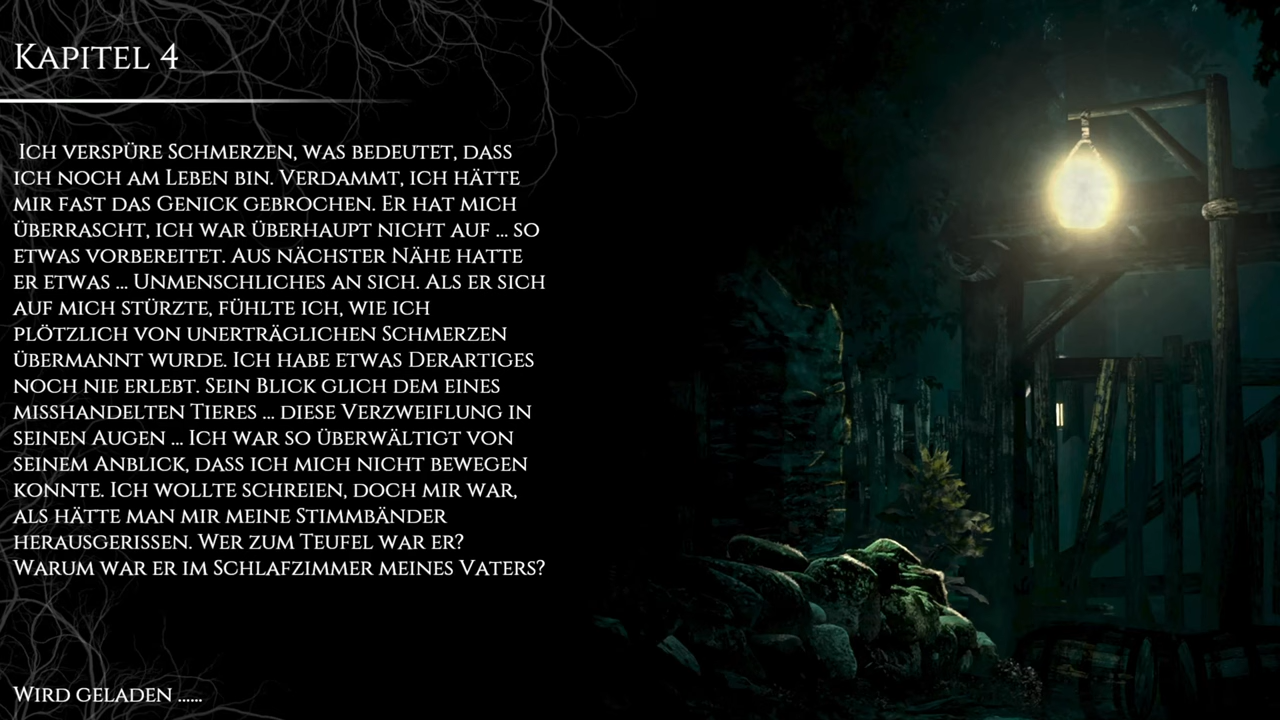 Kapitel 4
Ich verspüre Schmerzen, was bedeutet, dass
ich noch am Leben bin. Verdammt, ich hätte
mir fast das Genick gebrochen. Er hat mich
überrascht, ich war überhaupt nicht auf ... so
etwas vorbereitet. Aus nächster Nähe hatte
er etwas ... Unmenschliches an sich. Als er sich
auf mich stürzte, fühlte ich, wie ich
plötzlich von unerträglichen Schmerzen
übermannt wurde. Ich habe etwas Derartiges
noch nie erlebt. Sein Blick glich dem eines
misshandelten Tieres ... diese Verzweiflung in
seinen Augen ... Ich war so überwältigt von
seinem Anblick, dass ich mich nicht bewegen
konnte. Ich wollte schreien, doch mir war,
als hätte man mir meine Stimmbänder
herausgerissen. Wer zum Teufel war er?
Warum war er im Schlafzimmer meines Vaters?
Wird geladen ......